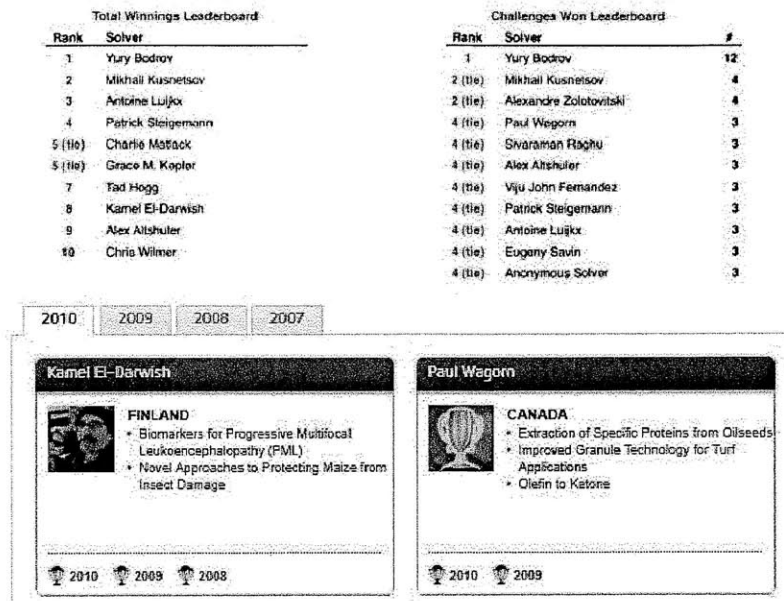 Total Winnings Leaderboard
Rank Solver
1 Yury Bodrov
2 Mikhail Kusnetsov
3 Antoine Luijkx
4 Patrick Steigemann
5 (tie) Charlie Matlack
5 (tie) Grace M. Kepler
7 Tad Hogg
8 Kamel El-Darwish
9 Alex Altshuler
10 Chris Wilmer
Challenges Won Leaderboard
Rank Solver #
1 Yury Bodrov 12
2 (tie) Mikhail Kusnetsov 4
2 (tie) Alexandre Zolotovitski 4
4 (tie) Paul Wagorn 3
4 (tie) Sivaraman Raghu 3
4 (tie) Alex Altshuler 3
4 (tie) Viju John Fernandez 3
4 (tie) Patrick Steigemann 3
4 (tie) Antoine Luijkx 3
4 (tie) Eugeny Savin 3
4 (tie) Anonymous Solver 3
2010 2009 2008 2007
Kamel El-Darwish
FINLAND
• Biomarkers for Progressive Multifocal
Leukoencephalopathy (PML)
• Novel Approaches to Protecting Maize from
Insect Damage
2010 2009 2008
Paul Wagorn
CANADA
• Extraction of Specific Proteins from Oilseeds
• Improved Granule Technology for Turf
Applications
• Olefin to Ketone
2010 2009